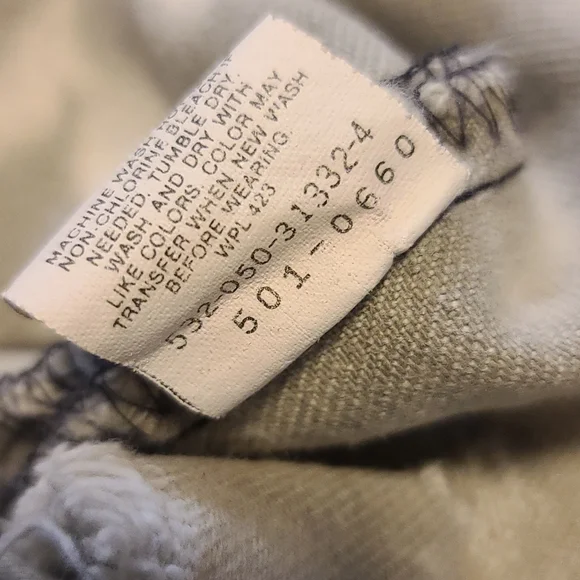 MACHINE WASH
NON-CHLORINE BLEACH
NEEDED. TUMBLE DRY.
WASH AND DRY WITH
LIKE COLORS. COLOR MAY
TRANSFER WHEN NEW WASH
BEFORE WEARING.
WPL 423
532-050-31332-4
501-0660